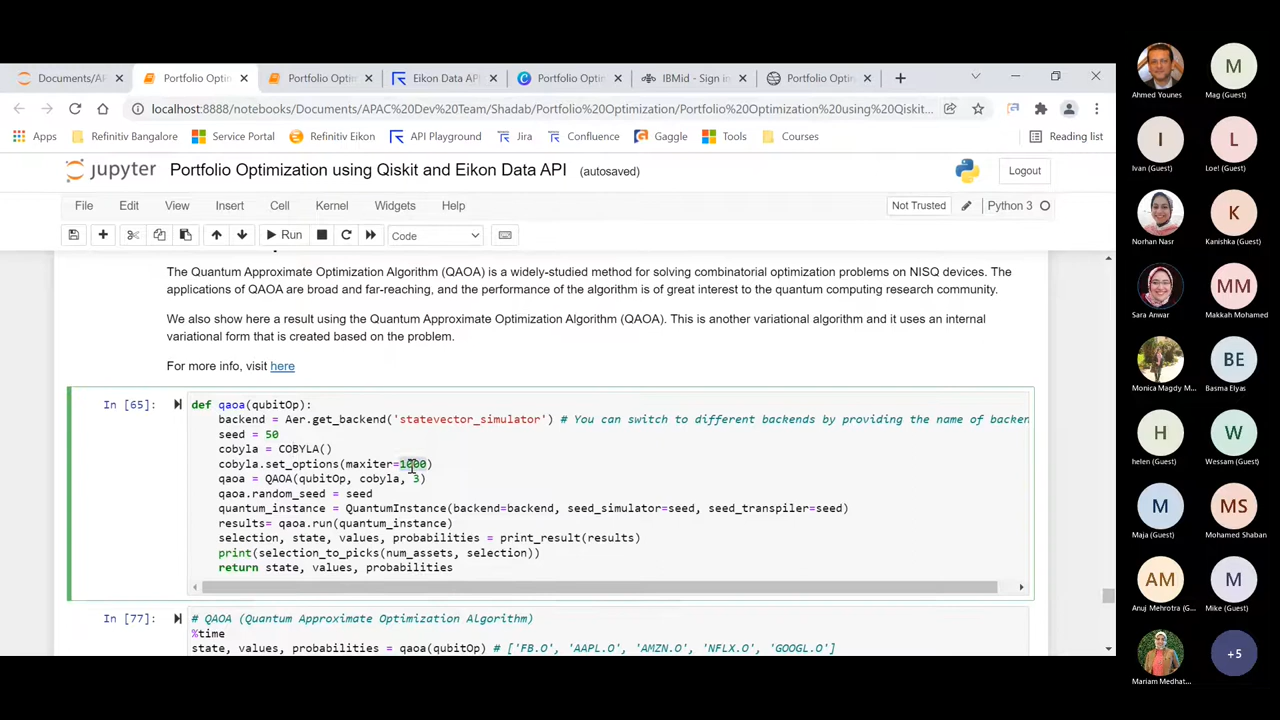 Documents/AP
Portfolio Optin
Portfolio Optim
Eikon Data API
Portfolio Optim
IBMid - Sign in
Portfolio Optim
localhost:8888/notebooks/Documents/APAC%20Dev%20Team/Shadab/Portfolio%20Optimization/Portfolio%20Optimization%20using%20Qiskit...
Apps
Refinitiv Bangalore
Service Portal
Refinitiv Eikon
API Playground
Jira
Confluence
Kaggle
Tools
Courses
Reading list
jupyter
Portfolio Optimization using Qiskit and Eikon Data API (autosaved)
Logout
File Edit View Insert Cell Kernel Widgets Help
Not Trusted
Python 3
Run
Code
The Quantum Approximate Optimization Algorithm (QAOA) is a widely-studied method for solving combinatorial optimization problems on NISQ devices. The
applications of QAOA are broad and far-reaching, and the performance of the algorithm is of great interest to the quantum computing research community.
We also show here a result using the Quantum Approximate Optimization Algorithm (QAOA). This is another variational algorithm and it uses an internal
variational form that is created based on the problem.
For more info, visit here
In [65]:
def qaoa(qubitOp):
backend = Aer.get_backend('statevector_simulator') # You can switch to different backends by providing the name of backen
seed = 50
cobyla = COBYLA()
cobyla.set_options(maxiter=1000)
qaoa = QAOA(qubitOp, cobyla, 3)
qaoa.random_seed = seed
quantum_instance = QuantumInstance(backend=backend, seed_simulator=seed, seed_transpiler=seed)
results= qaoa.run(quantum_instance)
selection, state, values, probabilities = print_result(results)
print(selection_to_picks(num_assets, selection))
return state, values, probabilities
In [77]:
# QAOA (Quantum Approximate Optimization Algorithm)
%time
state, values, probabilities = qaoa(qubitOp) # ['FB.O', 'AAPL.O', 'AMZN.O', 'NFLX.O', 'GOOGL.O']
Ahmed Younes
M
Mag (Guest)
I
Ivan (Guest)
L
Loe! (Guest)
Norhan Nasr
K
Kanishka (Guest)
Sara Anwar
MM
Makkah Mohamed
Monica Magdy M...
BE
Basma Elyas
H
helen (Guest)
W
Wessam (Guest)
M
Maja (Guest)
MS
Mohamed Shaban
AM
Anuj Mehrotra (G...
M
Mike (Guest)
Mariam Medhat...
+5